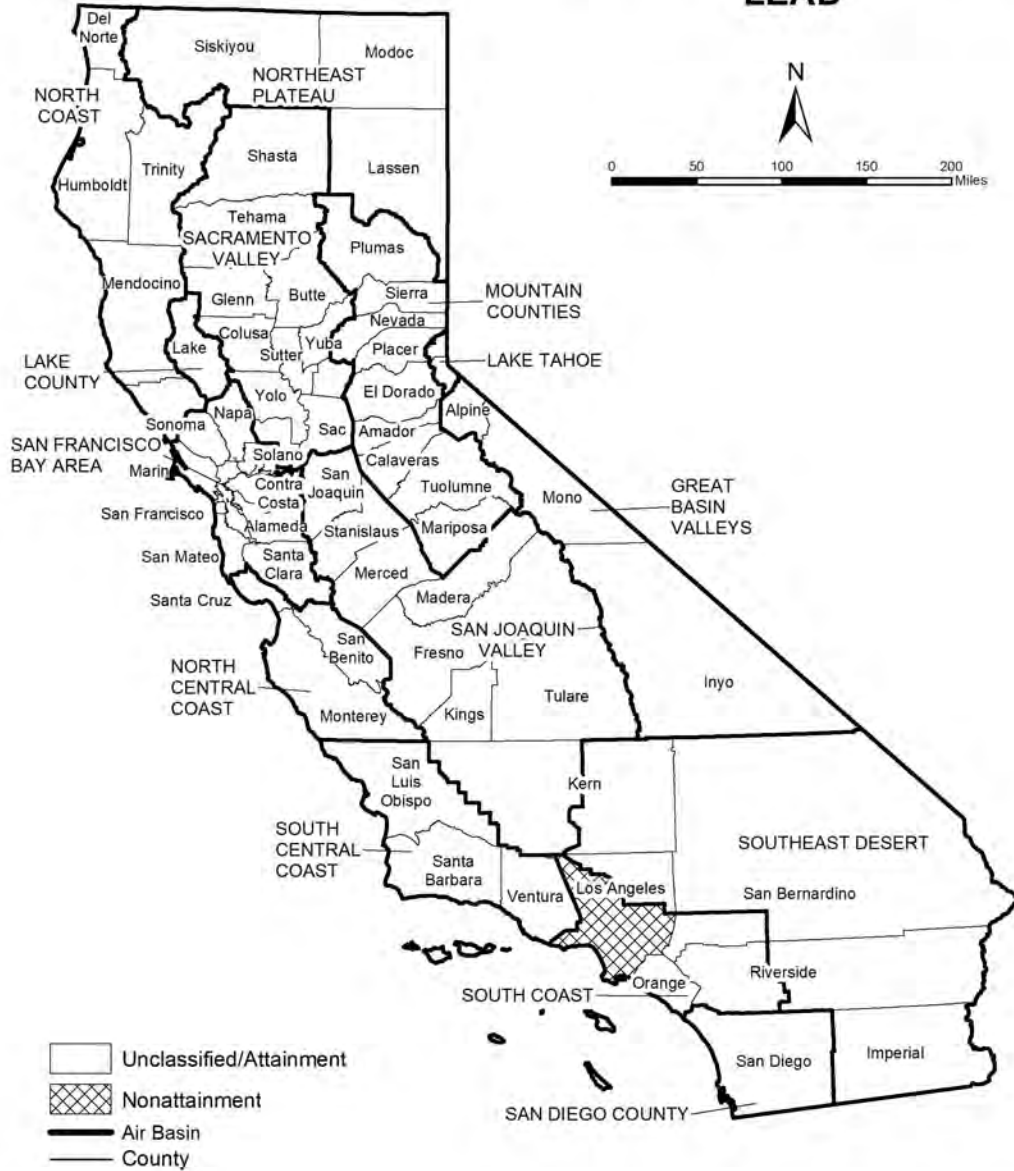 LEAD
N
0 50 100 150 200
Miles
Del
Norte
Siskiyou
Modoc
NORTHEAST
PLATEAU
NORTH
COAST
Trinity
Shasta
Lassen
Humboldt
Tehama
SACRAMENTO
VALLEY
Plumas
Mendocino
Glenn
Butte
Sierra
MOUNTAIN
COUNTIES
Nevada
Colusa
Yuba
Sutter
Placer
Lake
LAKE
COUNTY
LAKE TAHOE
El Dorado
Yolo
Napa
Alpine
Sonoma
Sac
Amador
SAN FRANCISCO
BAY AREA
Solano
Calaveras
Marin
Contra
Costa
San
Joaquin
Tuolumne
Mono
GREAT
BASIN
VALLEYS
San Francisco
Alameda
Stanislaus
Mariposa
San Mateo
Santa
Clara
Merced
Santa Cruz
Madera
SAN JOAQUIN
VALLEY
San
Benito
Fresno
NORTH
CENTRAL
COAST
Inyo
Tulare
Monterey
Kings
San
Luis
Obispo
Kern
SOUTH
CENTRAL
COAST
SOUTHEAST DESERT
Santa
Barbara
Ventura
Los Angeles
San Bernardino
Riverside
Orange
SOUTH COAST
San Diego
Imperial
SAN DIEGO COUNTY
Unclassified/Attainment
Nonattainment
Air Basin
County